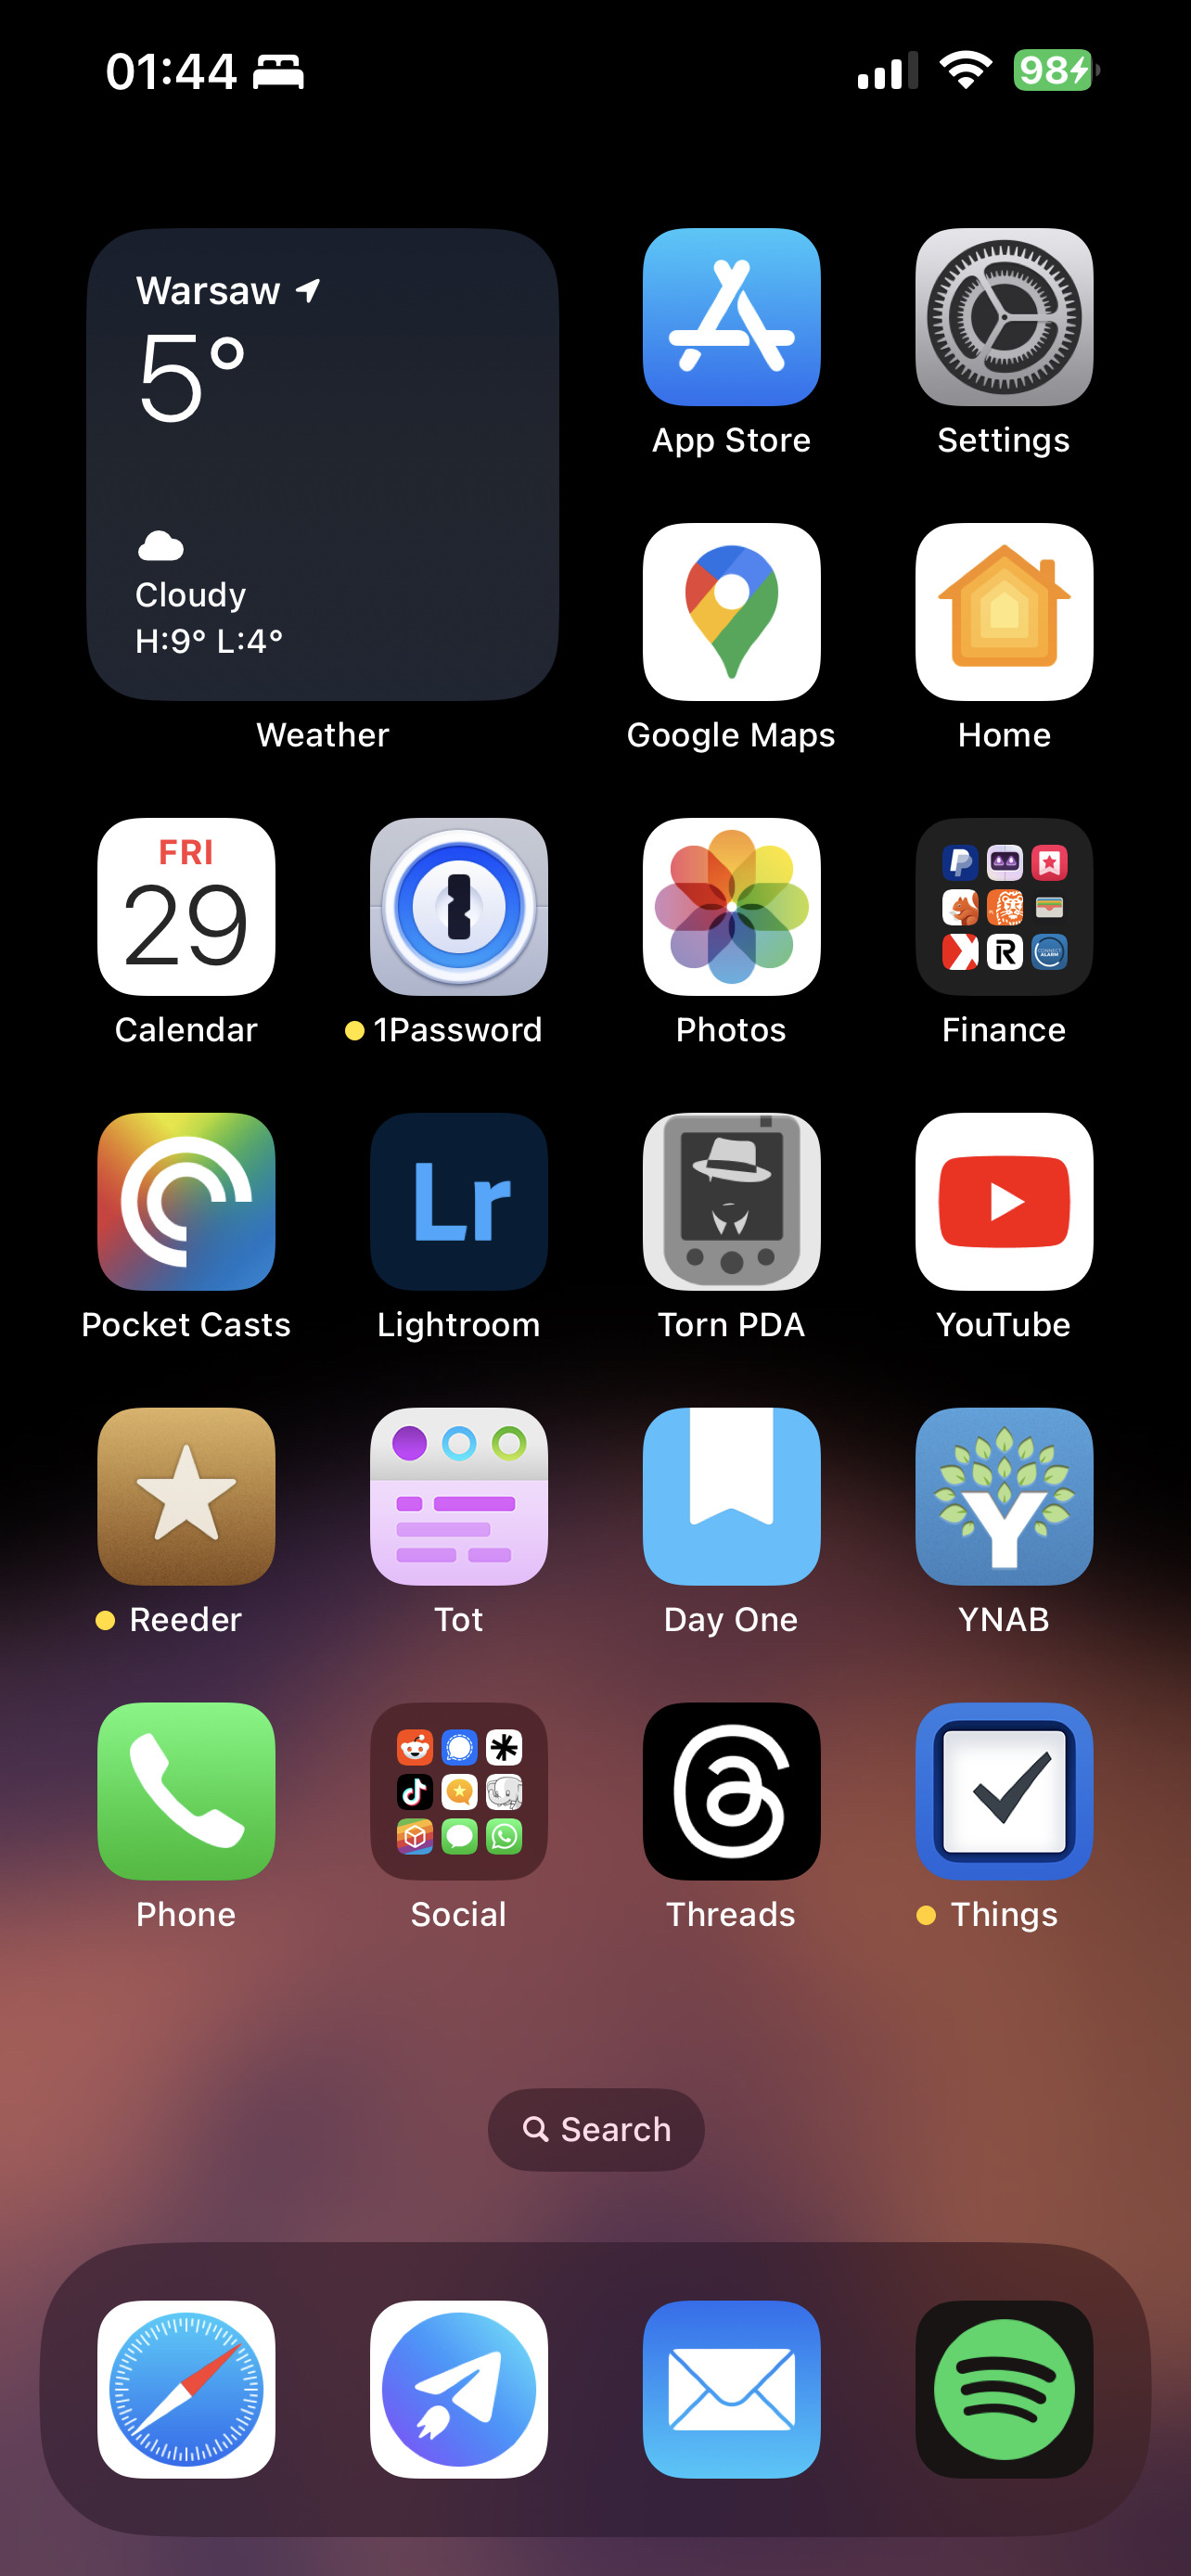 01:44
98
Warsaw
5°
Cloudy
H:9° L:4°
Weather
App Store
Settings
Google Maps
Home
FRI
29
Calendar
1Password
Photos
Finance
Lr
Pocket Casts
Lightroom
Torn PDA
YouTube
Reeder
Tot
Day One
Y
YNAB
Phone
Social
Threads
Things
Search